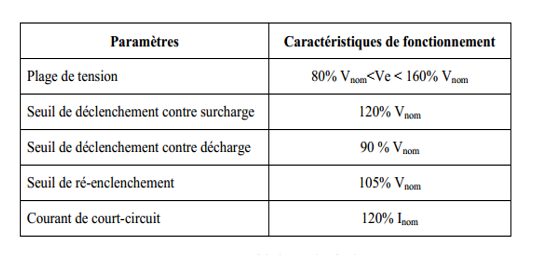 Paramètres Caractéristiques de fonctionnement
Plage de tension 80% Vnom<Ve < 160% Vnom
Seuil de déclenchement contre surcharge 120% Vnom
Seuil de déclenchement contre décharge 90 % Vnom
Seuil de ré-enclenchement 105% Vnom
Courant de court-circuit 120% Inom